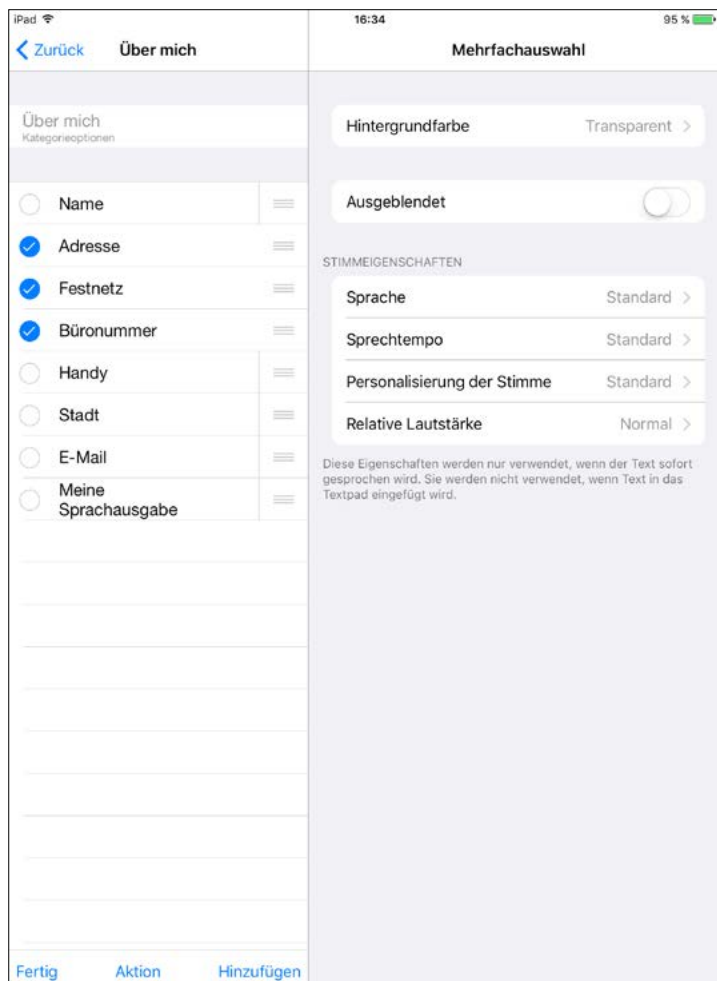 iPad 16:34 95 %
Zurück Über mich Mehrfachauswahl
Über mich
Kategorieoptionen
Name
Adresse
Festnetz
Büronummer
Handy
Stadt
E-Mail
Meine
Sprachausgabe
Fertig Aktion Hinzufügen
Hintergrundfarbe Transparent
Ausgeblendet
STIMMEIGENSCHAFTEN
Sprache Standard
Sprechtempo Standard
Personalisierung der Stimme Standard
Relative Lautstärke Normal
Diese Eigenschaften werden nur verwendet, wenn der Text sofort
gesprochen wird. Sie werden nicht verwendet, wenn Text in das
Textpad eingefügt wird.